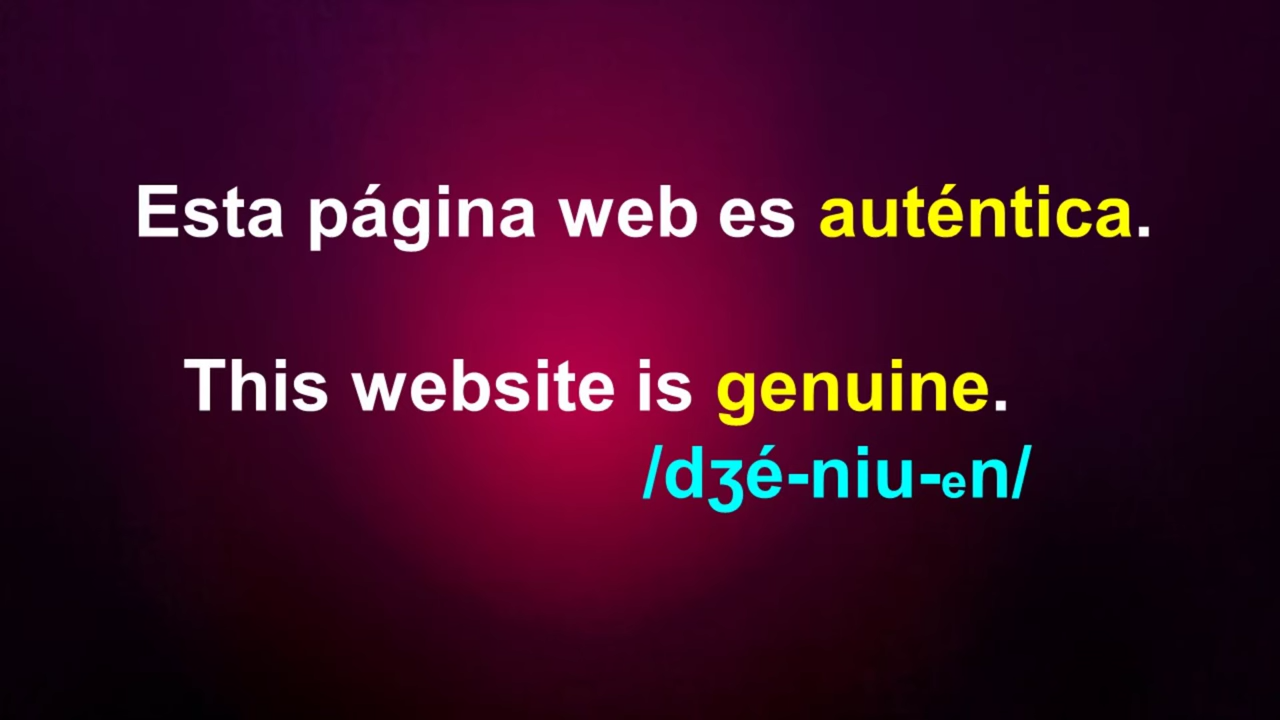 Esta página web es auténtica.
This website is genuine.
/dʒé-niu-en/